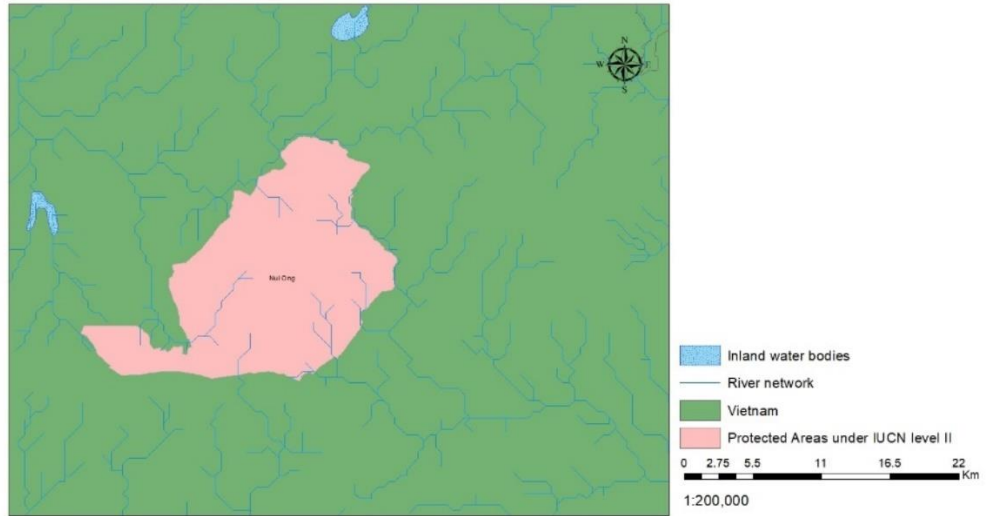 N
W E
S
Nui Ong
Inland water bodies
River network
Vietnam
Protected Areas under IUCN level II
0 2.75 5.5 11 16.5 22
Km
1:200,000